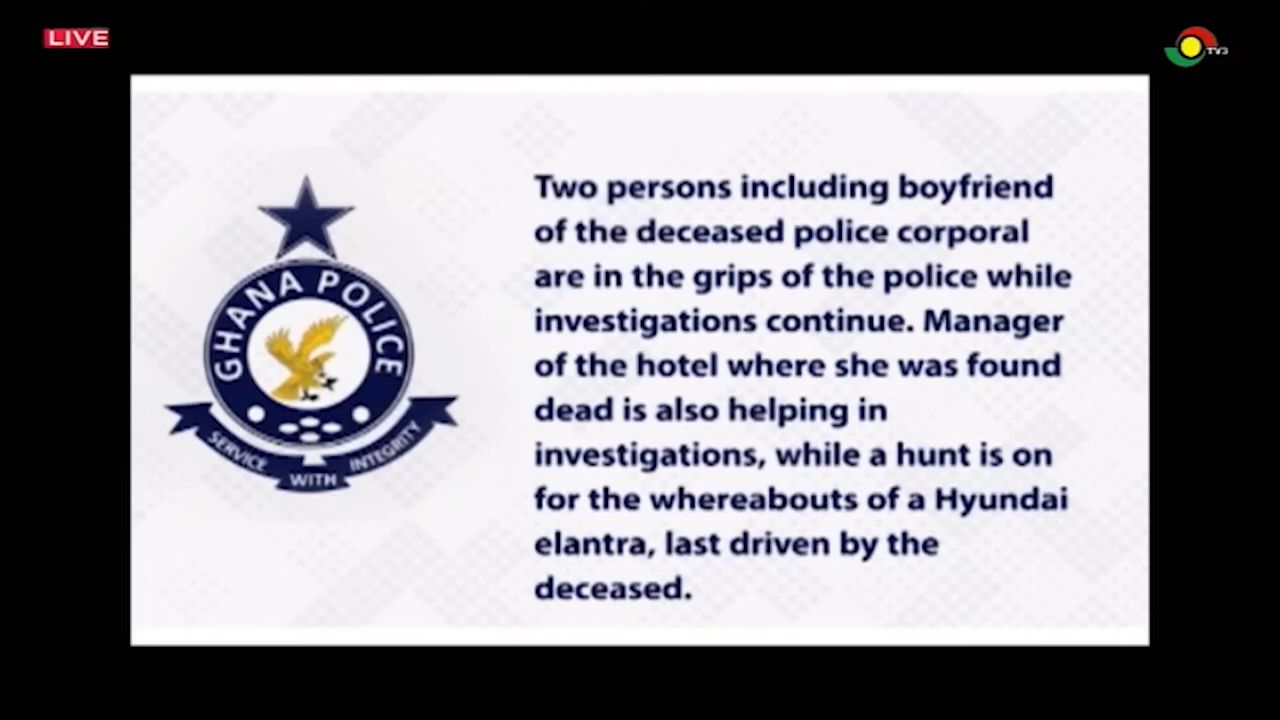 LIVE
TV3
GHANA POLICE
SERVICE WITH INTEGRITY
Two persons including boyfriend
of the deceased police corporal
are in the grips of the police while
investigations continue. Manager
of the hotel where she was found
dead is also helping in
investigations, while a hunt is on
for the whereabouts of a Hyundai
elantra, last driven by the
deceased.